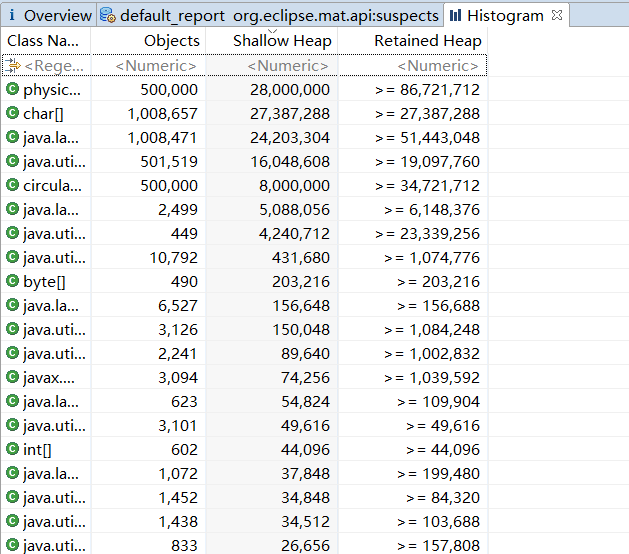 i Overview default_report org.eclipse.mat.api:suspects Histogram
Class Na... Objects Shallow Heap Retained Heap
<Rege... <Numeric> <Numeric> <Numeric>
physic... 500,000 28,000,000 >= 86,721,712
char[] 1,008,657 27,387,288 >= 27,387,288
java.la... 1,008,471 24,203,304 >= 51,443,048
java.uti... 501,519 16,048,608 >= 19,097,760
circula... 500,000 8,000,000 >= 34,721,712
java.la... 2,499 5,088,056 >= 6,148,376
java.uti... 449 4,240,712 >= 23,339,256
java.uti... 10,792 431,680 >= 1,074,776
byte[] 490 203,216 >= 203,216
java.la... 6,527 156,648 >= 156,688
java.uti... 3,126 150,048 >= 1,084,248
java.uti... 2,241 89,640 >= 1,002,832
javax.... 3,094 74,256 >= 1,039,592
java.la... 623 54,824 >= 109,904
java.uti... 3,101 49,616 >= 49,616
int[] 602 44,096 >= 44,096
java.la... 1,072 37,848 >= 199,480
java.uti... 1,452 34,848 >= 84,320
java.uti... 1,438 34,512 >= 103,688
java.uti... 833 26,656 >= 157,808